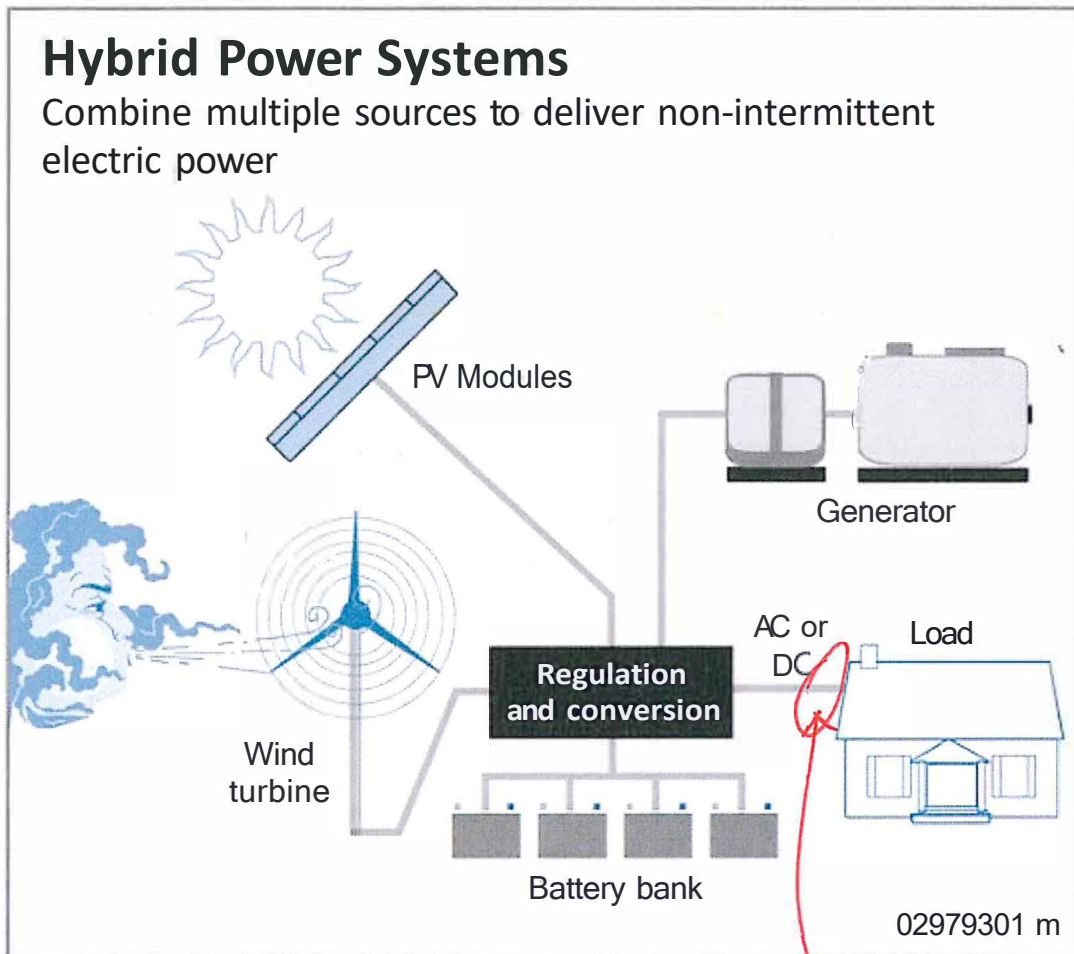 Hybrid Power Systems
Combine multiple sources to deliver non-intermittent
electric power
PV Modules
Generator
AC or
DC
Load
Regulation
and conversion
Wind
turbine
Battery bank
02979301 m